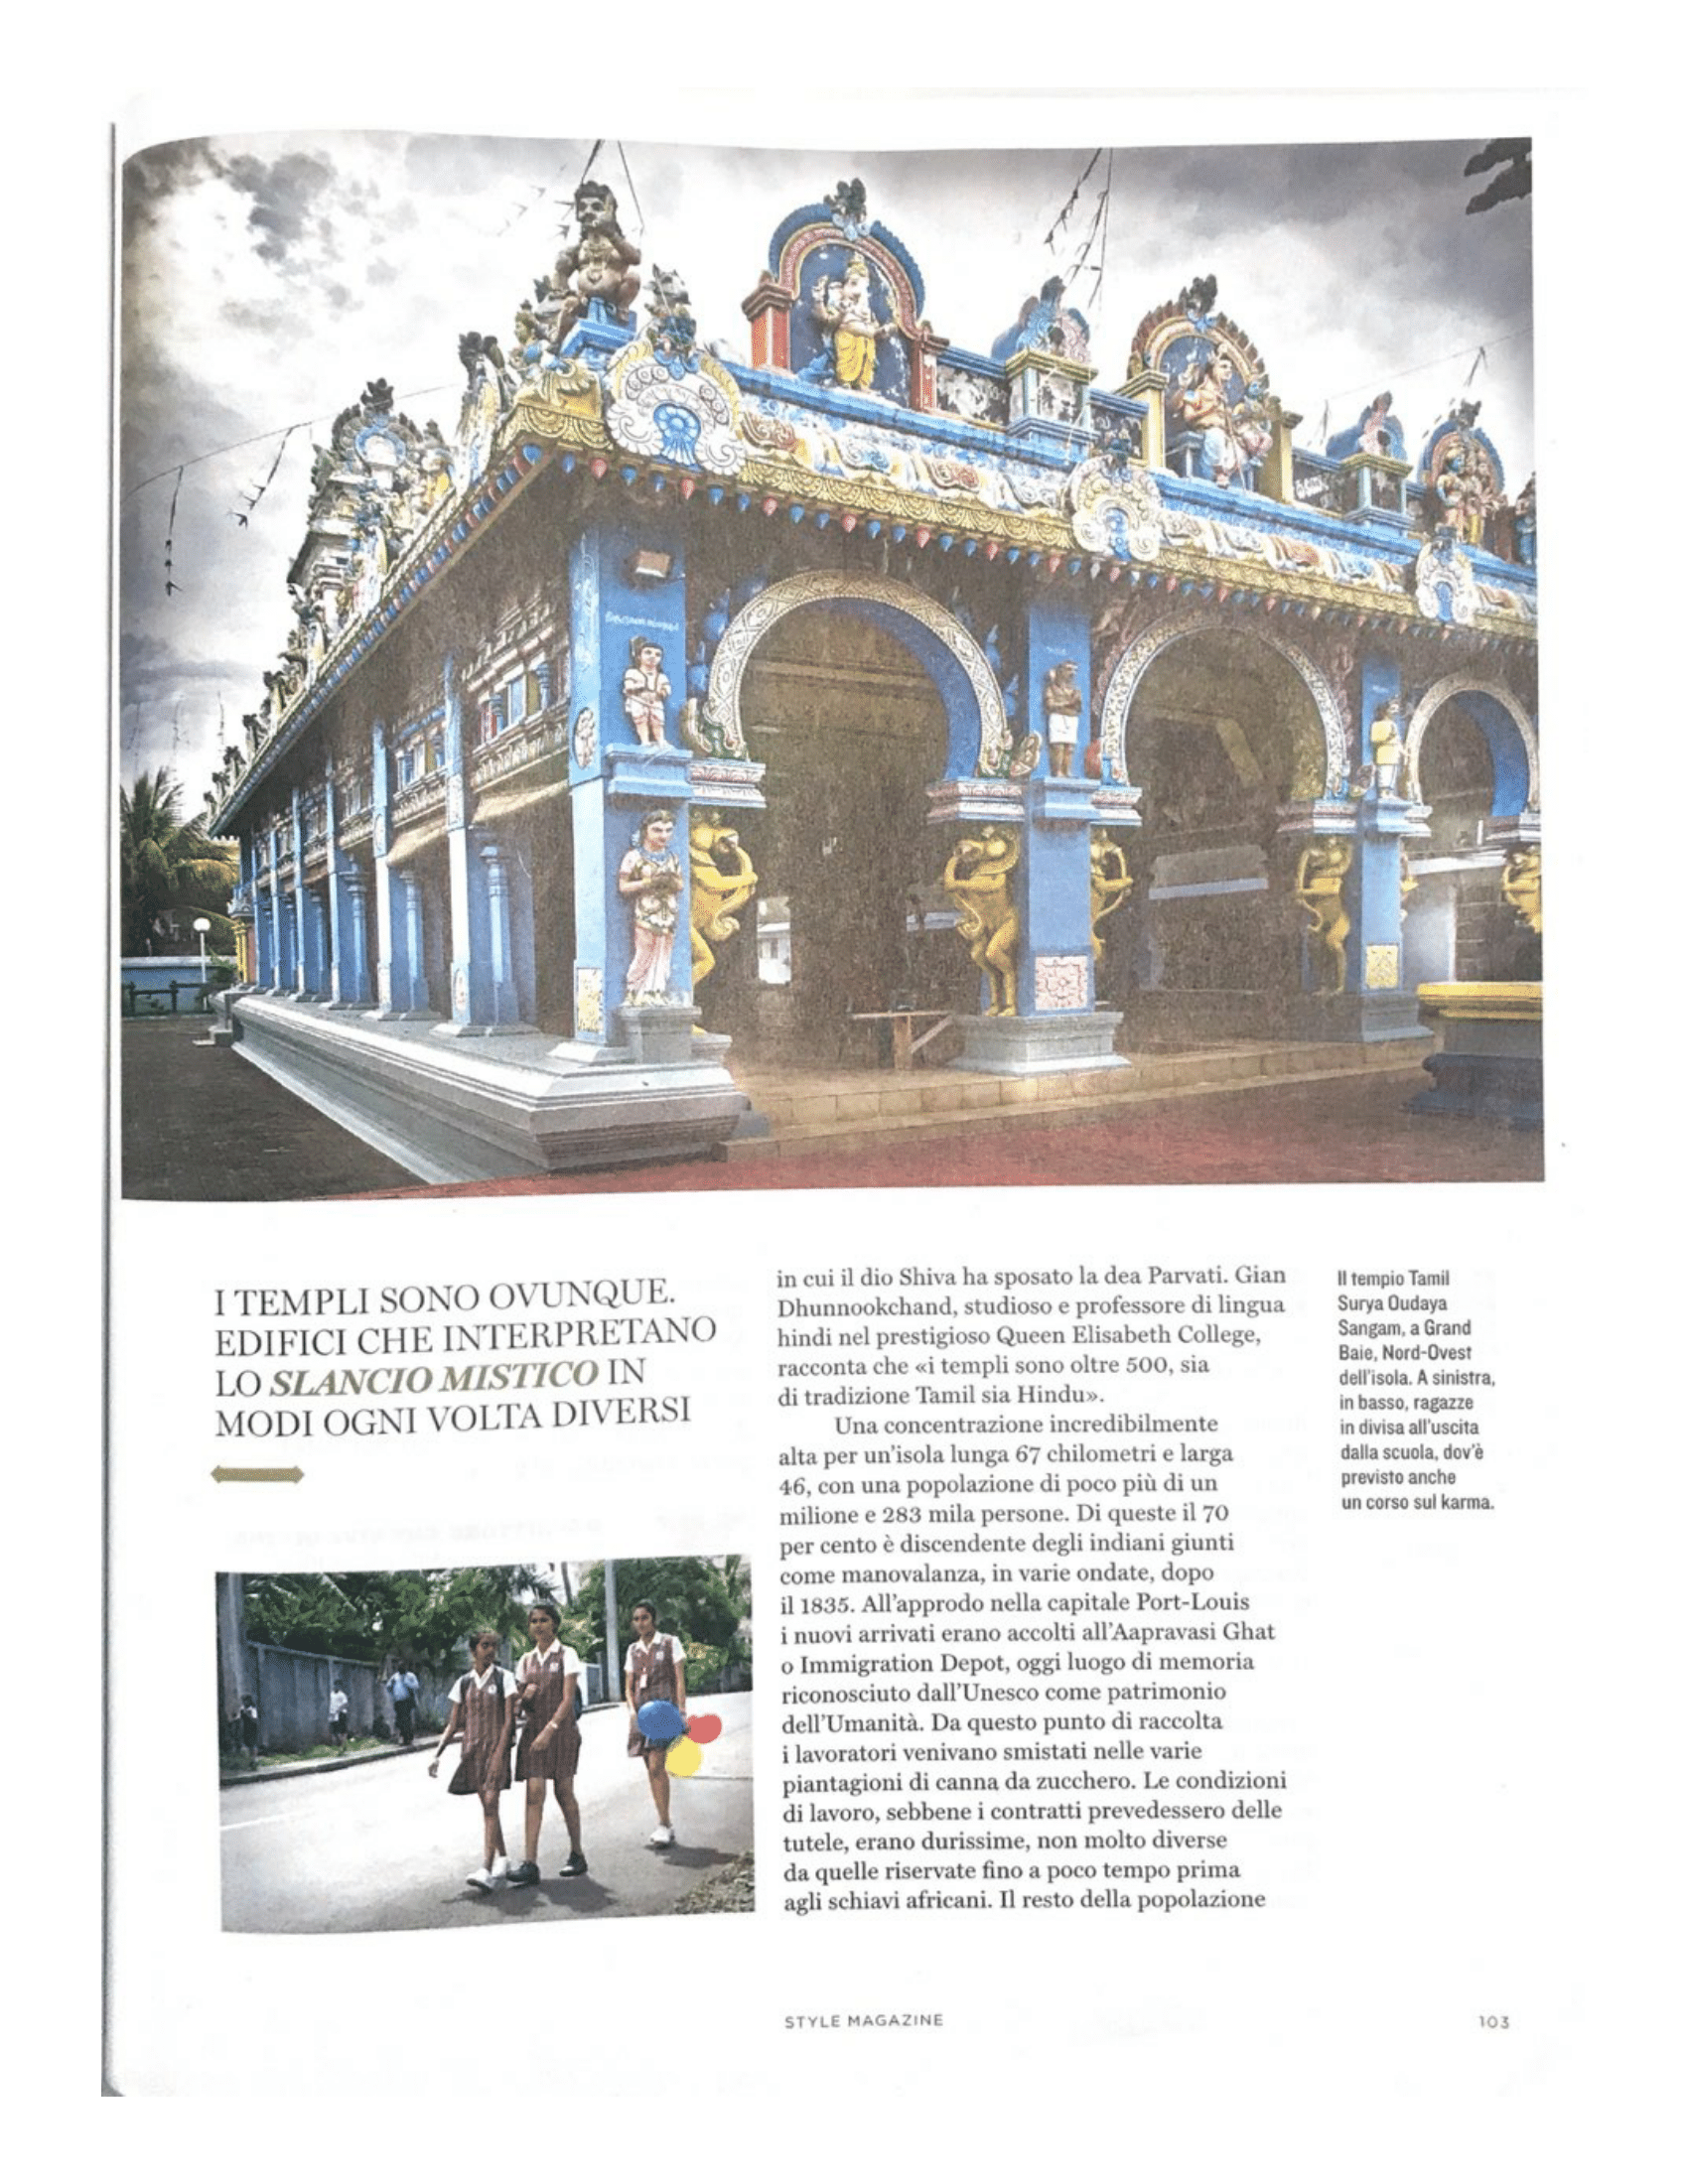 I TEMPLI SONO OVUNQUE.
EDIFICI CHE INTERPRETANO
LO SLANCIO MISTICO IN
MODI OGNI VOLTA DIVERSI
in cui il dio Shiva ha sposato la dea Parvati. Gian
Dhunnookchand, studioso e professore di lingua
hindi nel prestigioso Queen Elisabeth College,
racconta che «i templi sono oltre 500, sia
di tradizione Tamil sia Hindu».
Una concentrazione incredibilmente
alta per un'isola lunga 67 chilometri e larga
46, con una popolazione di poco più di un
milione e 283 mila persone. Di queste il 70
per cento è discendente degli indiani giunti
come manovalanza, in varie ondate, dopo
il 1835. All'approdo nella capitale Port-Louis
i nuovi arrivati erano accolti all'Aapravasi Ghat
o Immigration Depot, oggi luogo di memoria
riconosciuto dall'Unesco come patrimonio
dell'Umanità. Da questo punto di raccolta
i lavoratori venivano smistati nelle varie
piantagioni di canna da zucchero. Le condizioni
di lavoro, sebbene i contratti prevedessero delle
tutele, erano durissime, non molto diverse
da quelle riservate fino a poco tempo prima
agli schiavi africani. Il resto della popolazione
Il tempio Tamil
Surya Oudaya
Sangam, a Grand
Baie, Nord-Ovest
dell'isola. A sinistra,
in basso, ragazze
in divisa all'uscita
dalla scuola, dov'è
previsto anche
un corso sul karma.
STYLE MAGAZINE
103